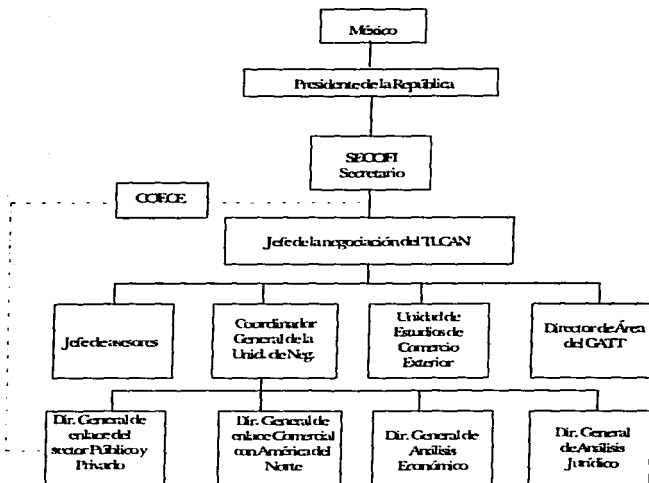 México
Presidente de la República
SECOFI
Secretario
COECE
Jefe de la negociación del TLCAN
Jefe de asesores
Coordinador
General de la
Unid. de Neg.
Unidad de
Estudios de
Comercio
Exterior
Director de Área
del GATT
Dir. General de
enlace del
sector Público y
Privado
Dir. General de
enlace Comercial
con América del
Norte
Dir. General de
Análisis
Económico
Dir. General
de Análisis
Jurídico